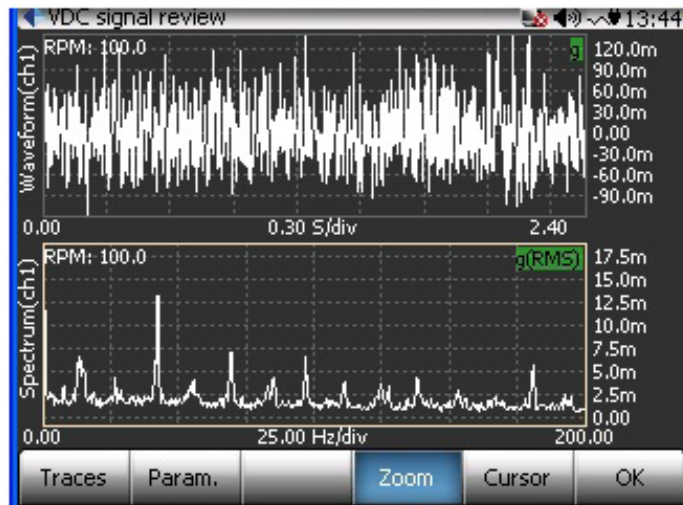 VDC signal review 13:44
RPM: 100.0 g
Waveform(ch1)
120.0m
90.0m
60.0m
30.0m
0.00
-30.0m
-60.0m
-90.0m
0.00 0.30 S/div 2.40
RPM: 100.0 g(RMS)
Spectrum(ch1)
17.5m
15.0m
12.5m
10.0m
7.5m
5.0m
2.5m
0.00
0.00 25.00 Hz/div 200.00
Traces Param. Zoom Cursor OK